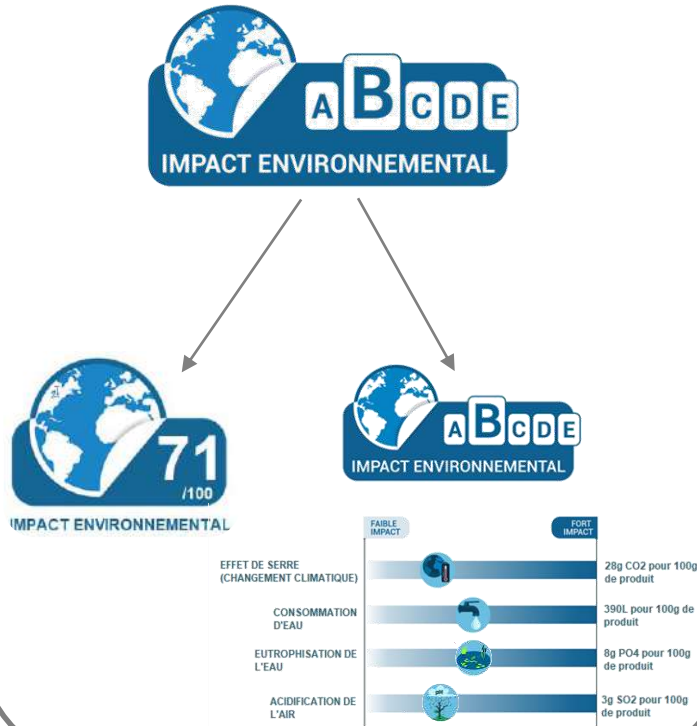 A B C D E
IMPACT ENVIRONNEMENTAL
71
/100
IMPACT ENVIRONNEMENTAL
A B C D E
IMPACT ENVIRONNEMENTAL
FAIBLE
IMPACT
FORT
IMPACT
EFFET DE SERRE
(CHANGEMENT CLIMATIQUE)
28g CO2 pour 100g
de produit
CONSOMMATION
D'EAU
390L pour 100g de
produit
EUTROPHISATION DE
L'EAU
8g PO4 pour 100g
de produit
ACIDIFICATION DE
L'AIR
3g SO2 pour 100g
de produit